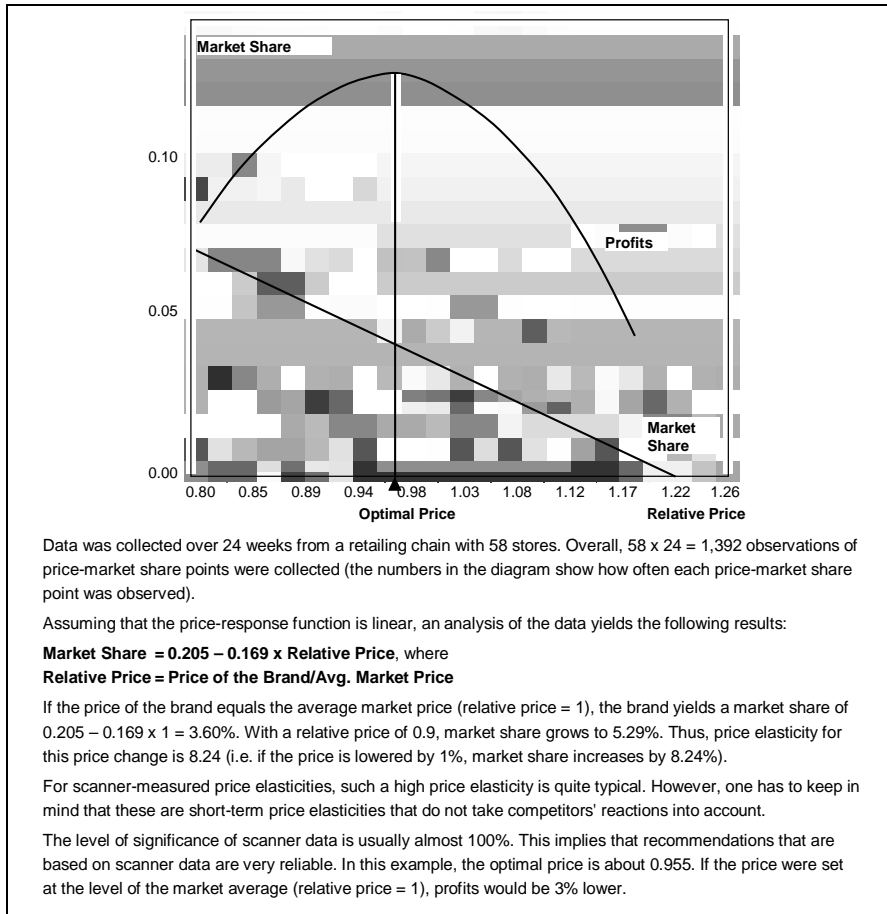 Market Share
0.10
Profits
0.05
Market
Share
0.00
0.80 0.85 0.89 0.94 0.98 1.03 1.08 1.12 1.17 1.22 1.26
Optimal Price Relative Price
Data was collected over 24 weeks from a retailing chain with 58 stores. Overall, 58 x 24 = 1,392 observations of
price-market share points were collected (the numbers in the diagram show how often each price-market share
point was observed).
Assuming that the price-response function is linear, an analysis of the data yields the following results:
Market Share = 0.205 – 0.169 x Relative Price, where
Relative Price = Price of the Brand/Avg. Market Price
If the price of the brand equals the average market price (relative price = 1), the brand yields a market share of
0.205 – 0.169 x 1 = 3.60%. With a relative price of 0.9, market share grows to 5.29%. Thus, price elasticity for
this price change is 8.24 (i.e. if the price is lowered by 1%, market share increases by 8.24%).
For scanner-measured price elasticities, such a high price elasticity is quite typical. However, one has to keep in
mind that these are short-term price elasticities that do not take competitors' reactions into account.
The level of significance of scanner data is usually almost 100%. This implies that recommendations that are
based on scanner data are very reliable. In this example, the optimal price is about 0.955. If the price were set
at the level of the market average (relative price = 1), profits would be 3% lower.